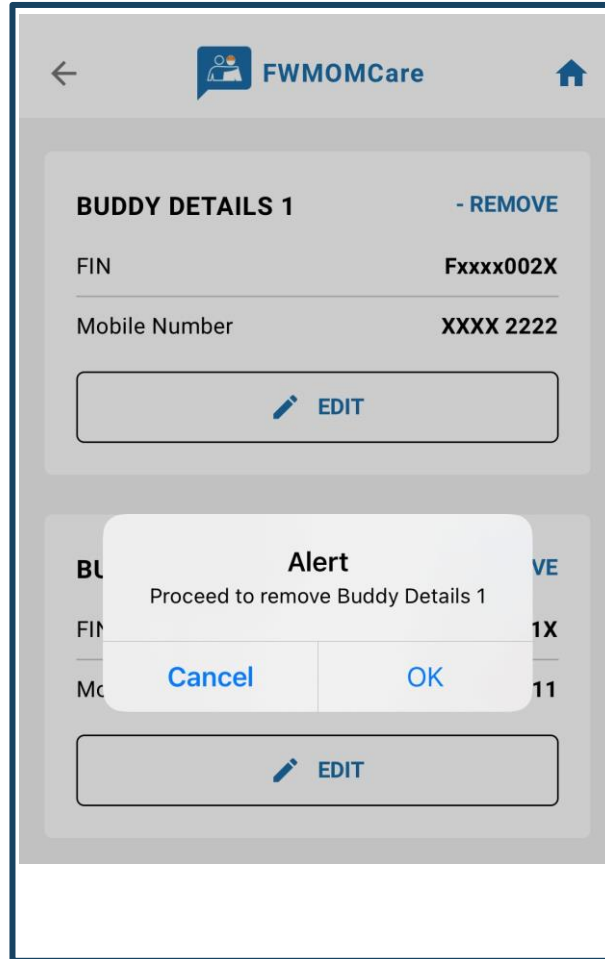 FWMOMCare
BUDDY DETAILS 1
- REMOVE
FIN
Fxxxx002X
Mobile Number
XXXX 2222
EDIT
Alert
Proceed to remove Buddy Details 1
Cancel
OK
EDIT